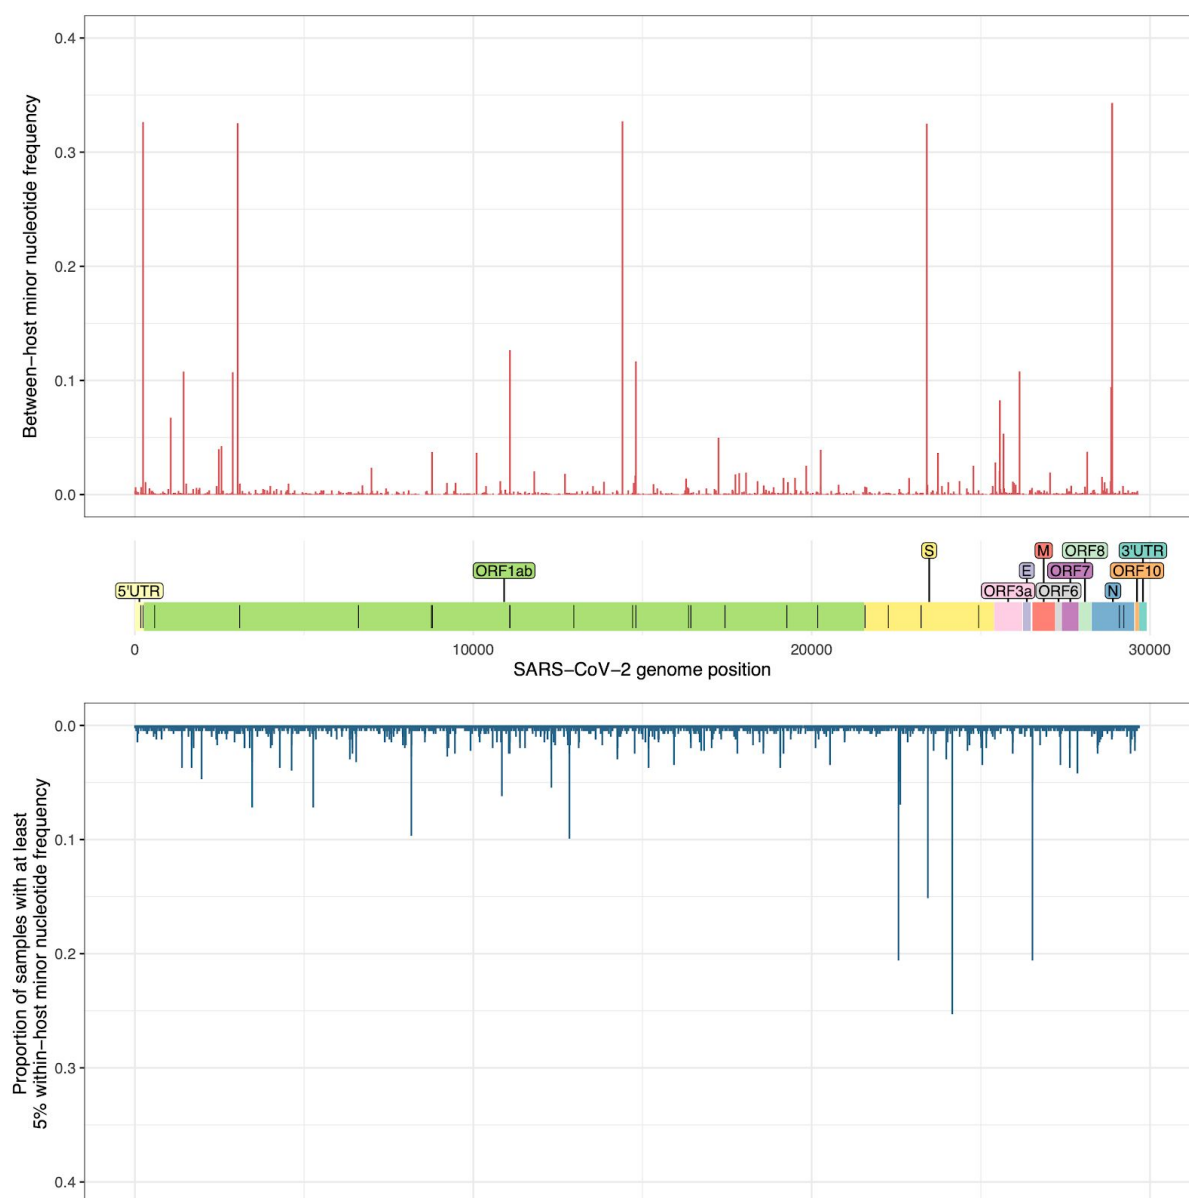 0.4
0.3
0.2
0.1
0.0
Between−host minor nucleotide frequency
S
M
ORF8
3'UTR
ORF1ab
E
ORF7
ORF10
5'UTR
ORF3a
ORF6
N
0
10000
20000
30000
SARS−CoV−2 genome position
0.0
0.1
0.2
0.3
0.4
Proportion of samples with at least
5% within−host minor nucleotide frequency